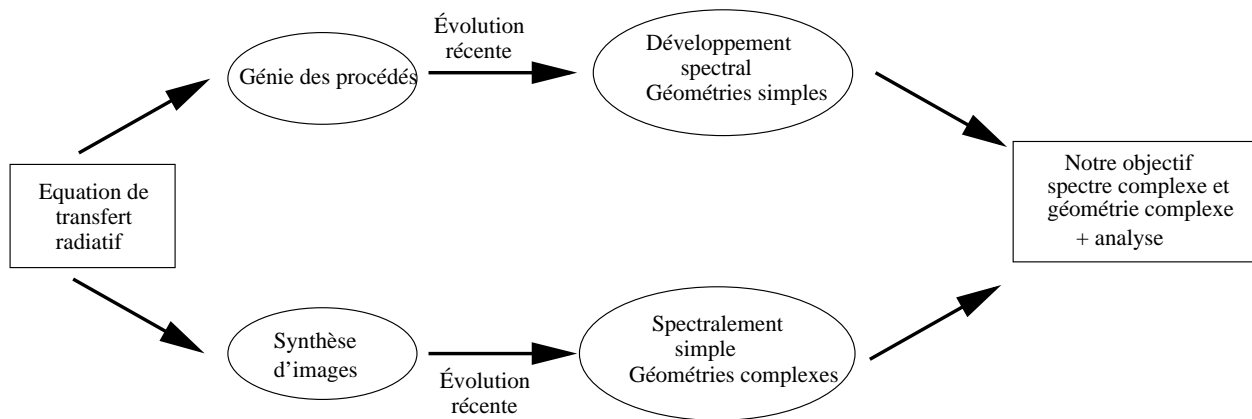 Équation de
transfert
radiatif
Génie des procédés
Évolution
récente
Développement
spectral
Géométries simples
Synthèse
d'images
Évolution
récente
Spectralement
simple
Géométries complexes
Notre objectif
spectre complexe et
géométrie complexe
+ analyse